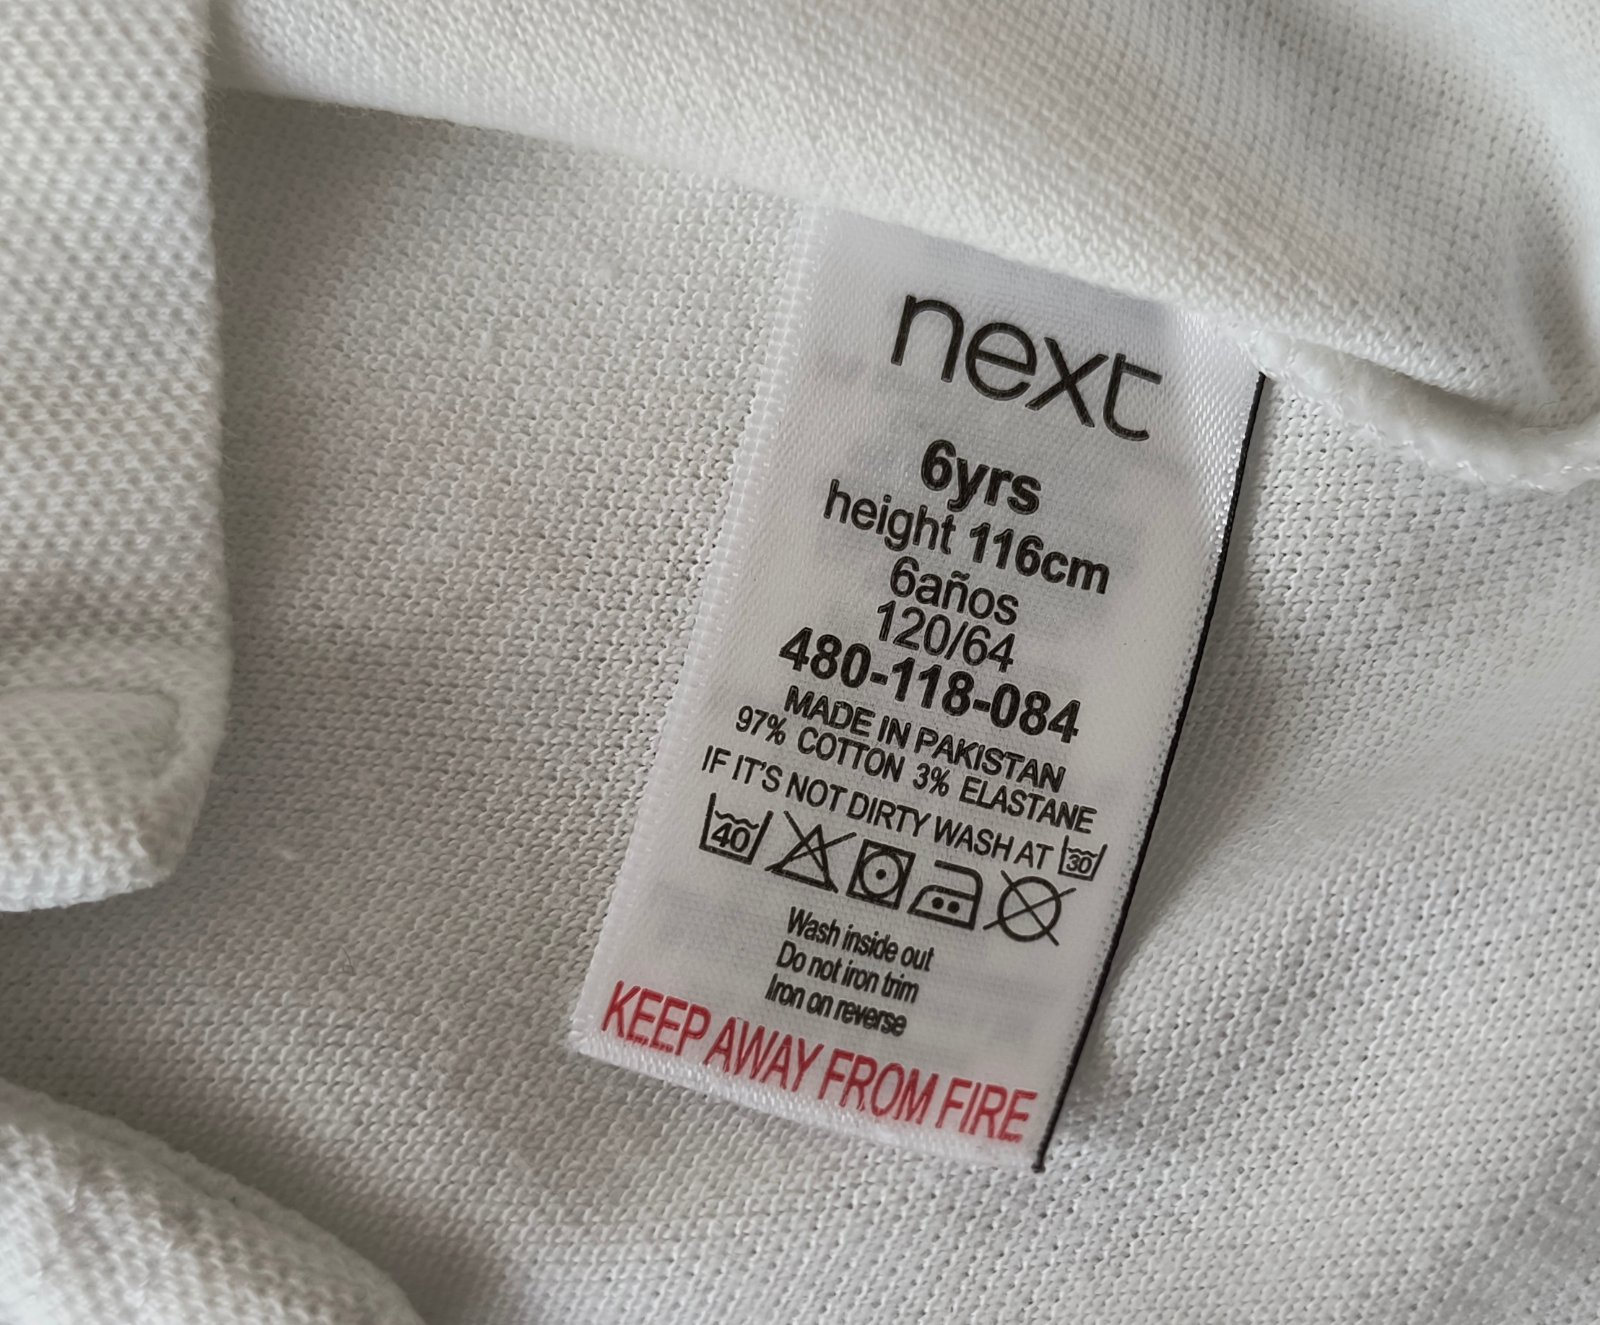 next
6yrs
height 116cm
6años
120/64
480-118-084
MADE IN PAKISTAN
97% COTTON 3% ELASTANE
IF IT'S NOT DIRTY WASH AT 30
40
Wash inside out
Do not iron trim
Iron on reverse
KEEP AWAY FROM FIRE